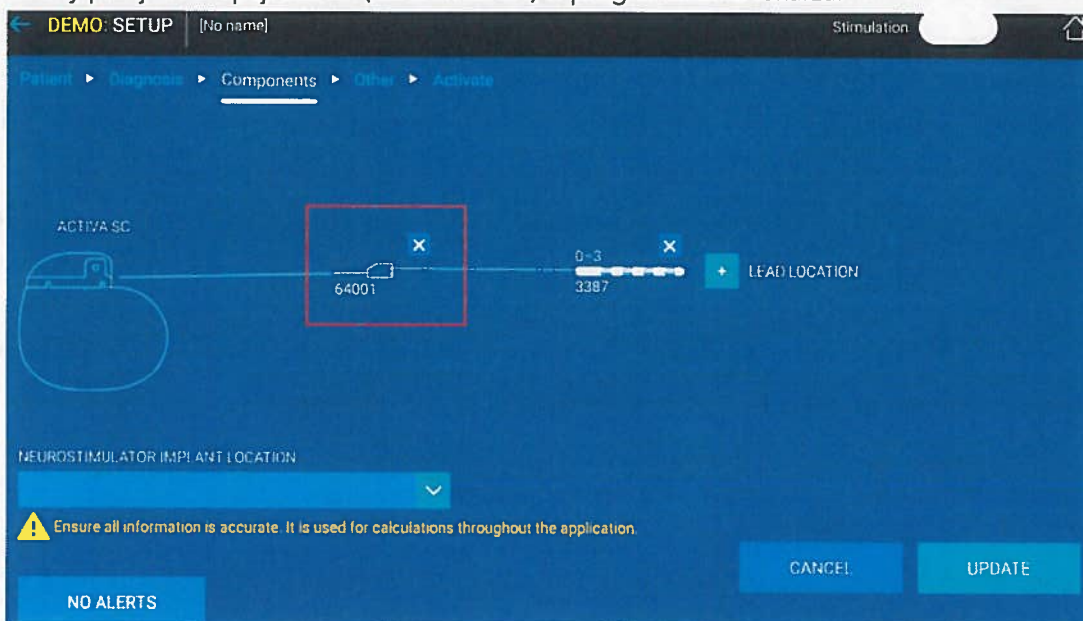 DEMO: SETUP [No name] Stimulation
Patient ▸ Diagnosis ▸ Components ▸ Other ▸ Activate
ACTIVA SC
0-3
LEAD LOCATION
64001
3387
NEUROSTIMULATOR IMPLANT LOCATION
Ensure all information is accurate. It is used for calculations throughout the application.
CANCEL UPDATE
NO ALERTS